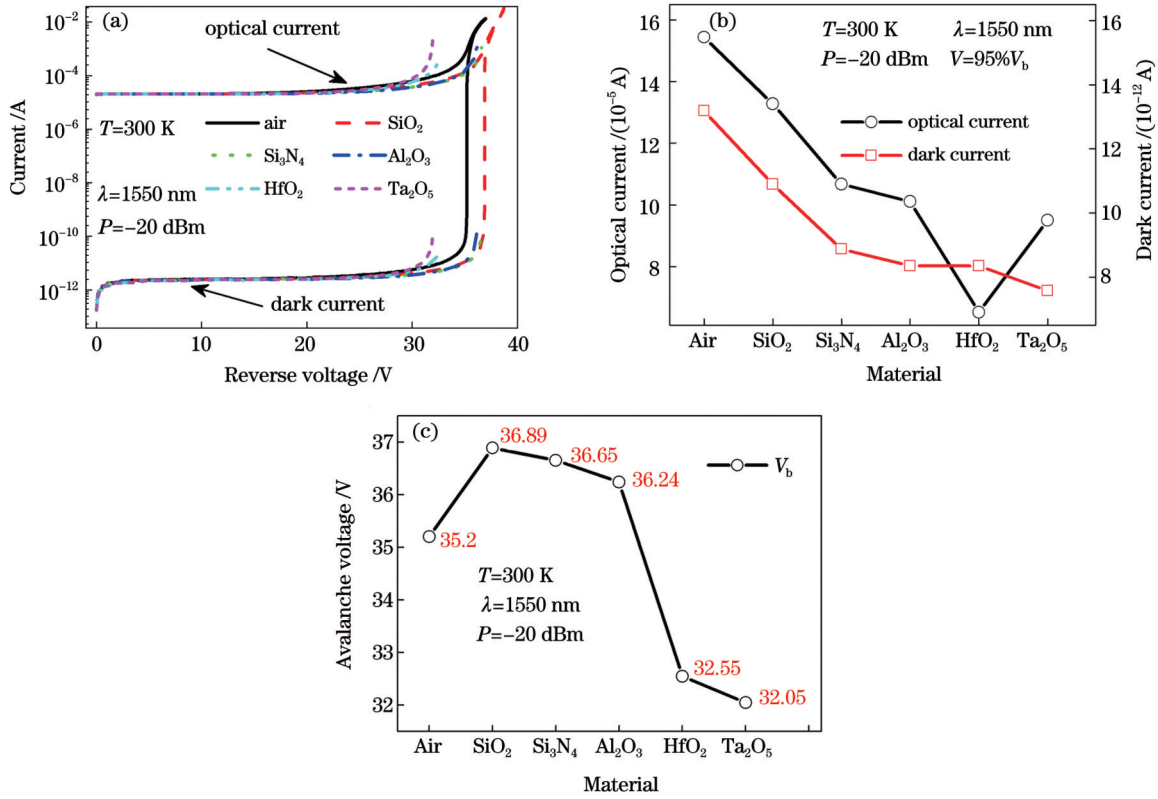 (a)
optical current
T=300 K
air
SiO₂
Si₃N₄
Al₂O₃
HfO₂
Ta₂O₅
λ=1550 nm
P=−20 dBm
dark current
Current /A
10⁻²
10⁻⁴
10⁻⁶
10⁻⁸
10⁻¹⁰
10⁻¹²
0
10
20
30
40
Reverse voltage /V
(b)
T=300 K λ=1550 nm
P=−20 dBm V=95%Vb
optical current
dark current
Optical current /(10⁻⁵ A)
16
14
12
10
8
Dark current /(10⁻¹² A)
16
14
12
10
8
Air
SiO₂
Si₃N₄
Al₂O₃
HfO₂
Ta₂O₅
Material
(c)
36.89
36.65
36.24
35.2
32.55
32.05
Vb
T=300 K
λ=1550 nm
P=−20 dBm
Avalanche voltage /V
37
36
35
34
33
32
Air
SiO₂
Si₃N₄
Al₂O₃
HfO₂
Ta₂O₅
Material